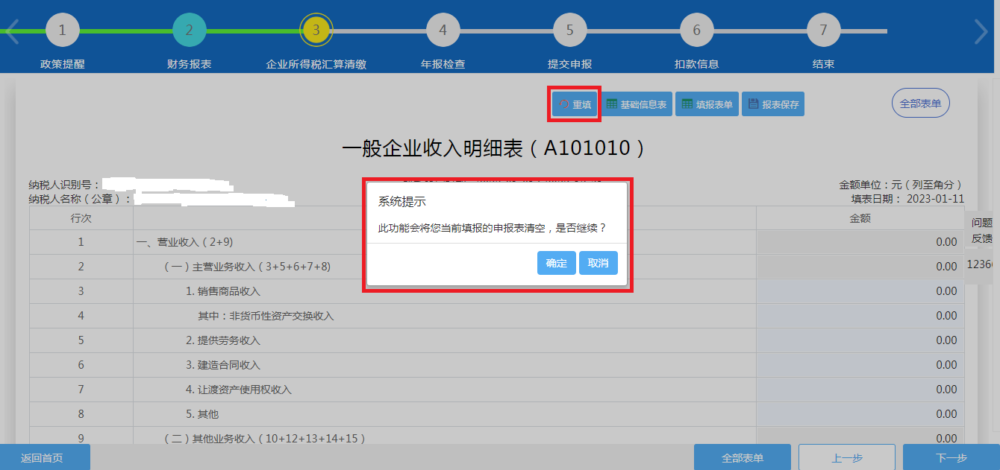 1 2 3 4 5 6 7
政策提醒 财务报表 企业所得税汇算清缴 年报检查 提交申报 扣款信息 结束
重填 基础信息表 填报表单 报表保存 全部表单
一般企业收入明细表（A101010）
纳税人识别号： 金额单位：元（列至角分）
纳税人名称（公章）： 填表日期： 2023-01-11
行次 金额
1 一、营业收入（2+9） 0.00
2 （一）主营业务收入（3+5+6+7+8） 0.00
3 1. 销售商品收入 0.00
4 其中：非货币性资产交换收入 0.00
5 2. 提供劳务收入 0.00
6 3. 建造合同收入 0.00
7 4. 让渡资产使用权收入 0.00
8 5. 其他 0.00
9 （二）其他业务收入（10+12+13+14+15） 0.00
系统提示
此功能会将您当前填报的申报表清空，是否继续？
确定 取消
问题
反馈
1236
返回首页 全部表单 上一步 下一步